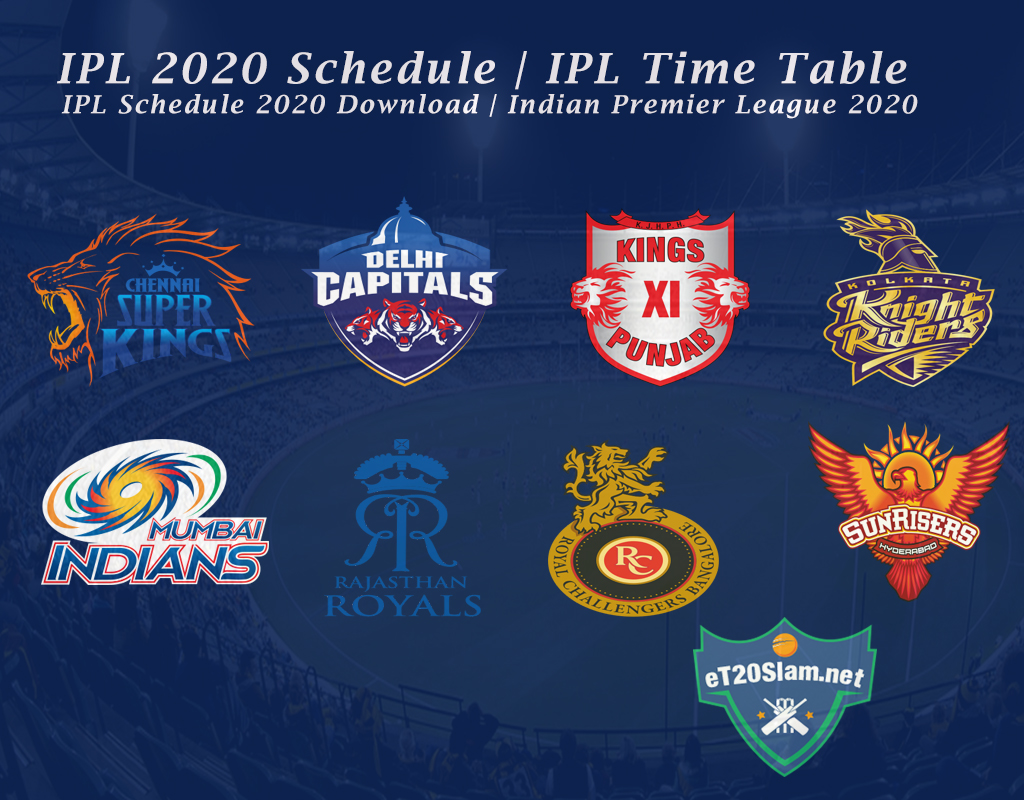 IPL 2020 Schedule | IPL Time Table
IPL Schedule 2020 Download | Indian Premier League 2020
CHENNAI
SUPER
KINGS
DELHI
CAPITALS
K.J.H.P.H
KINGS
XI
PUNJAB
KOLKATA
Knight
Riders
MUMBAI
INDIANS
RR
RAJASTHAN
ROYALS
RC
ROYAL CHALLENGERS BANGALORE
SUNRISERS
HYDERABAD
eT20Slam.net